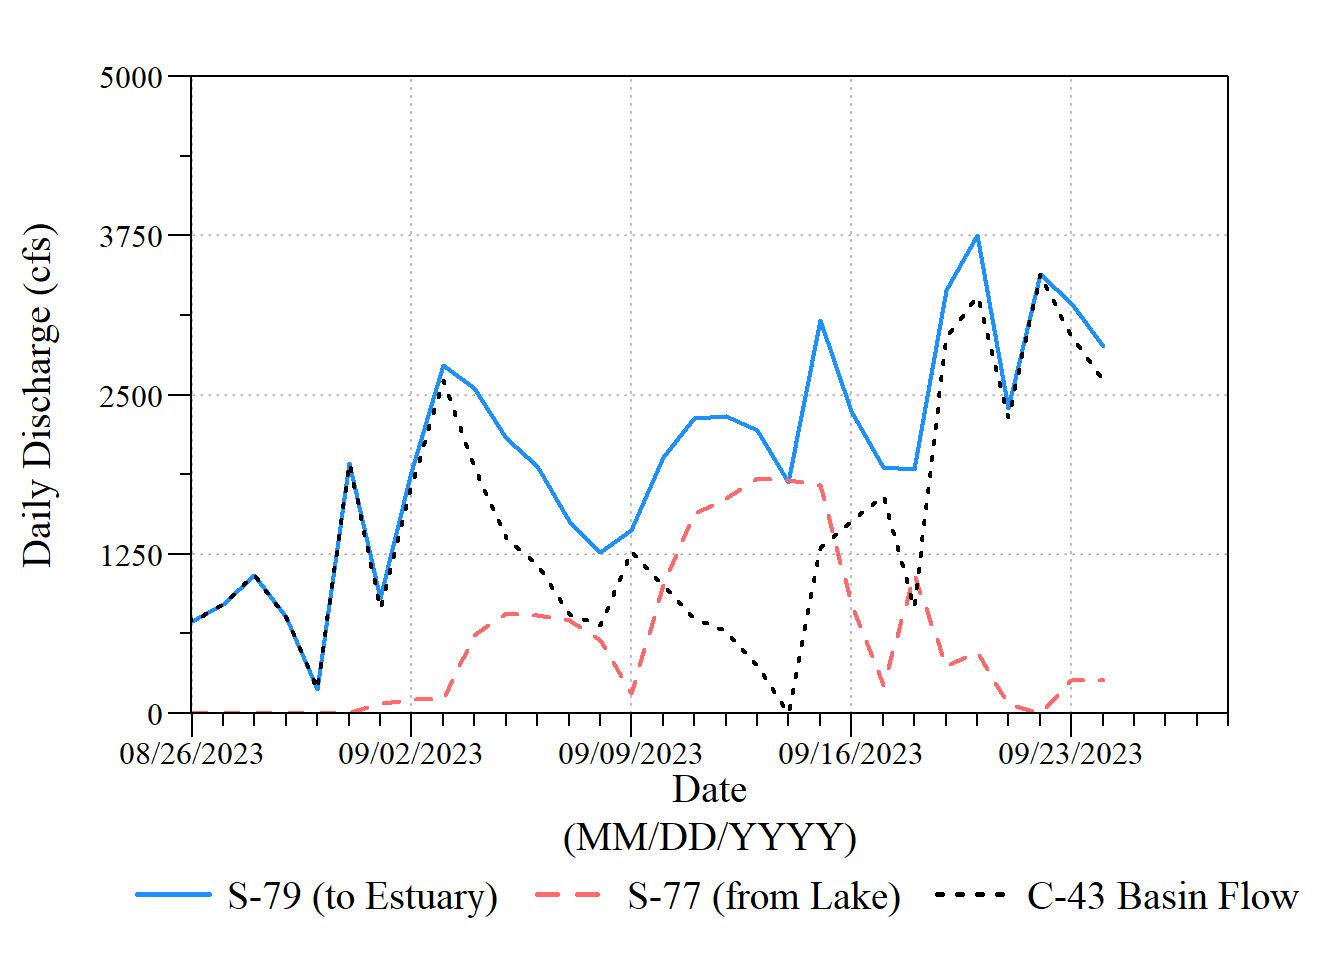 5000
3750
2500
1250
0
Daily Discharge (cfs)
08/26/2023 09/02/2023 09/09/2023 09/16/2023 09/23/2023
Date
(MM/DD/YYYY)
S-79 (to Estuary) S-77 (from Lake) C-43 Basin Flow